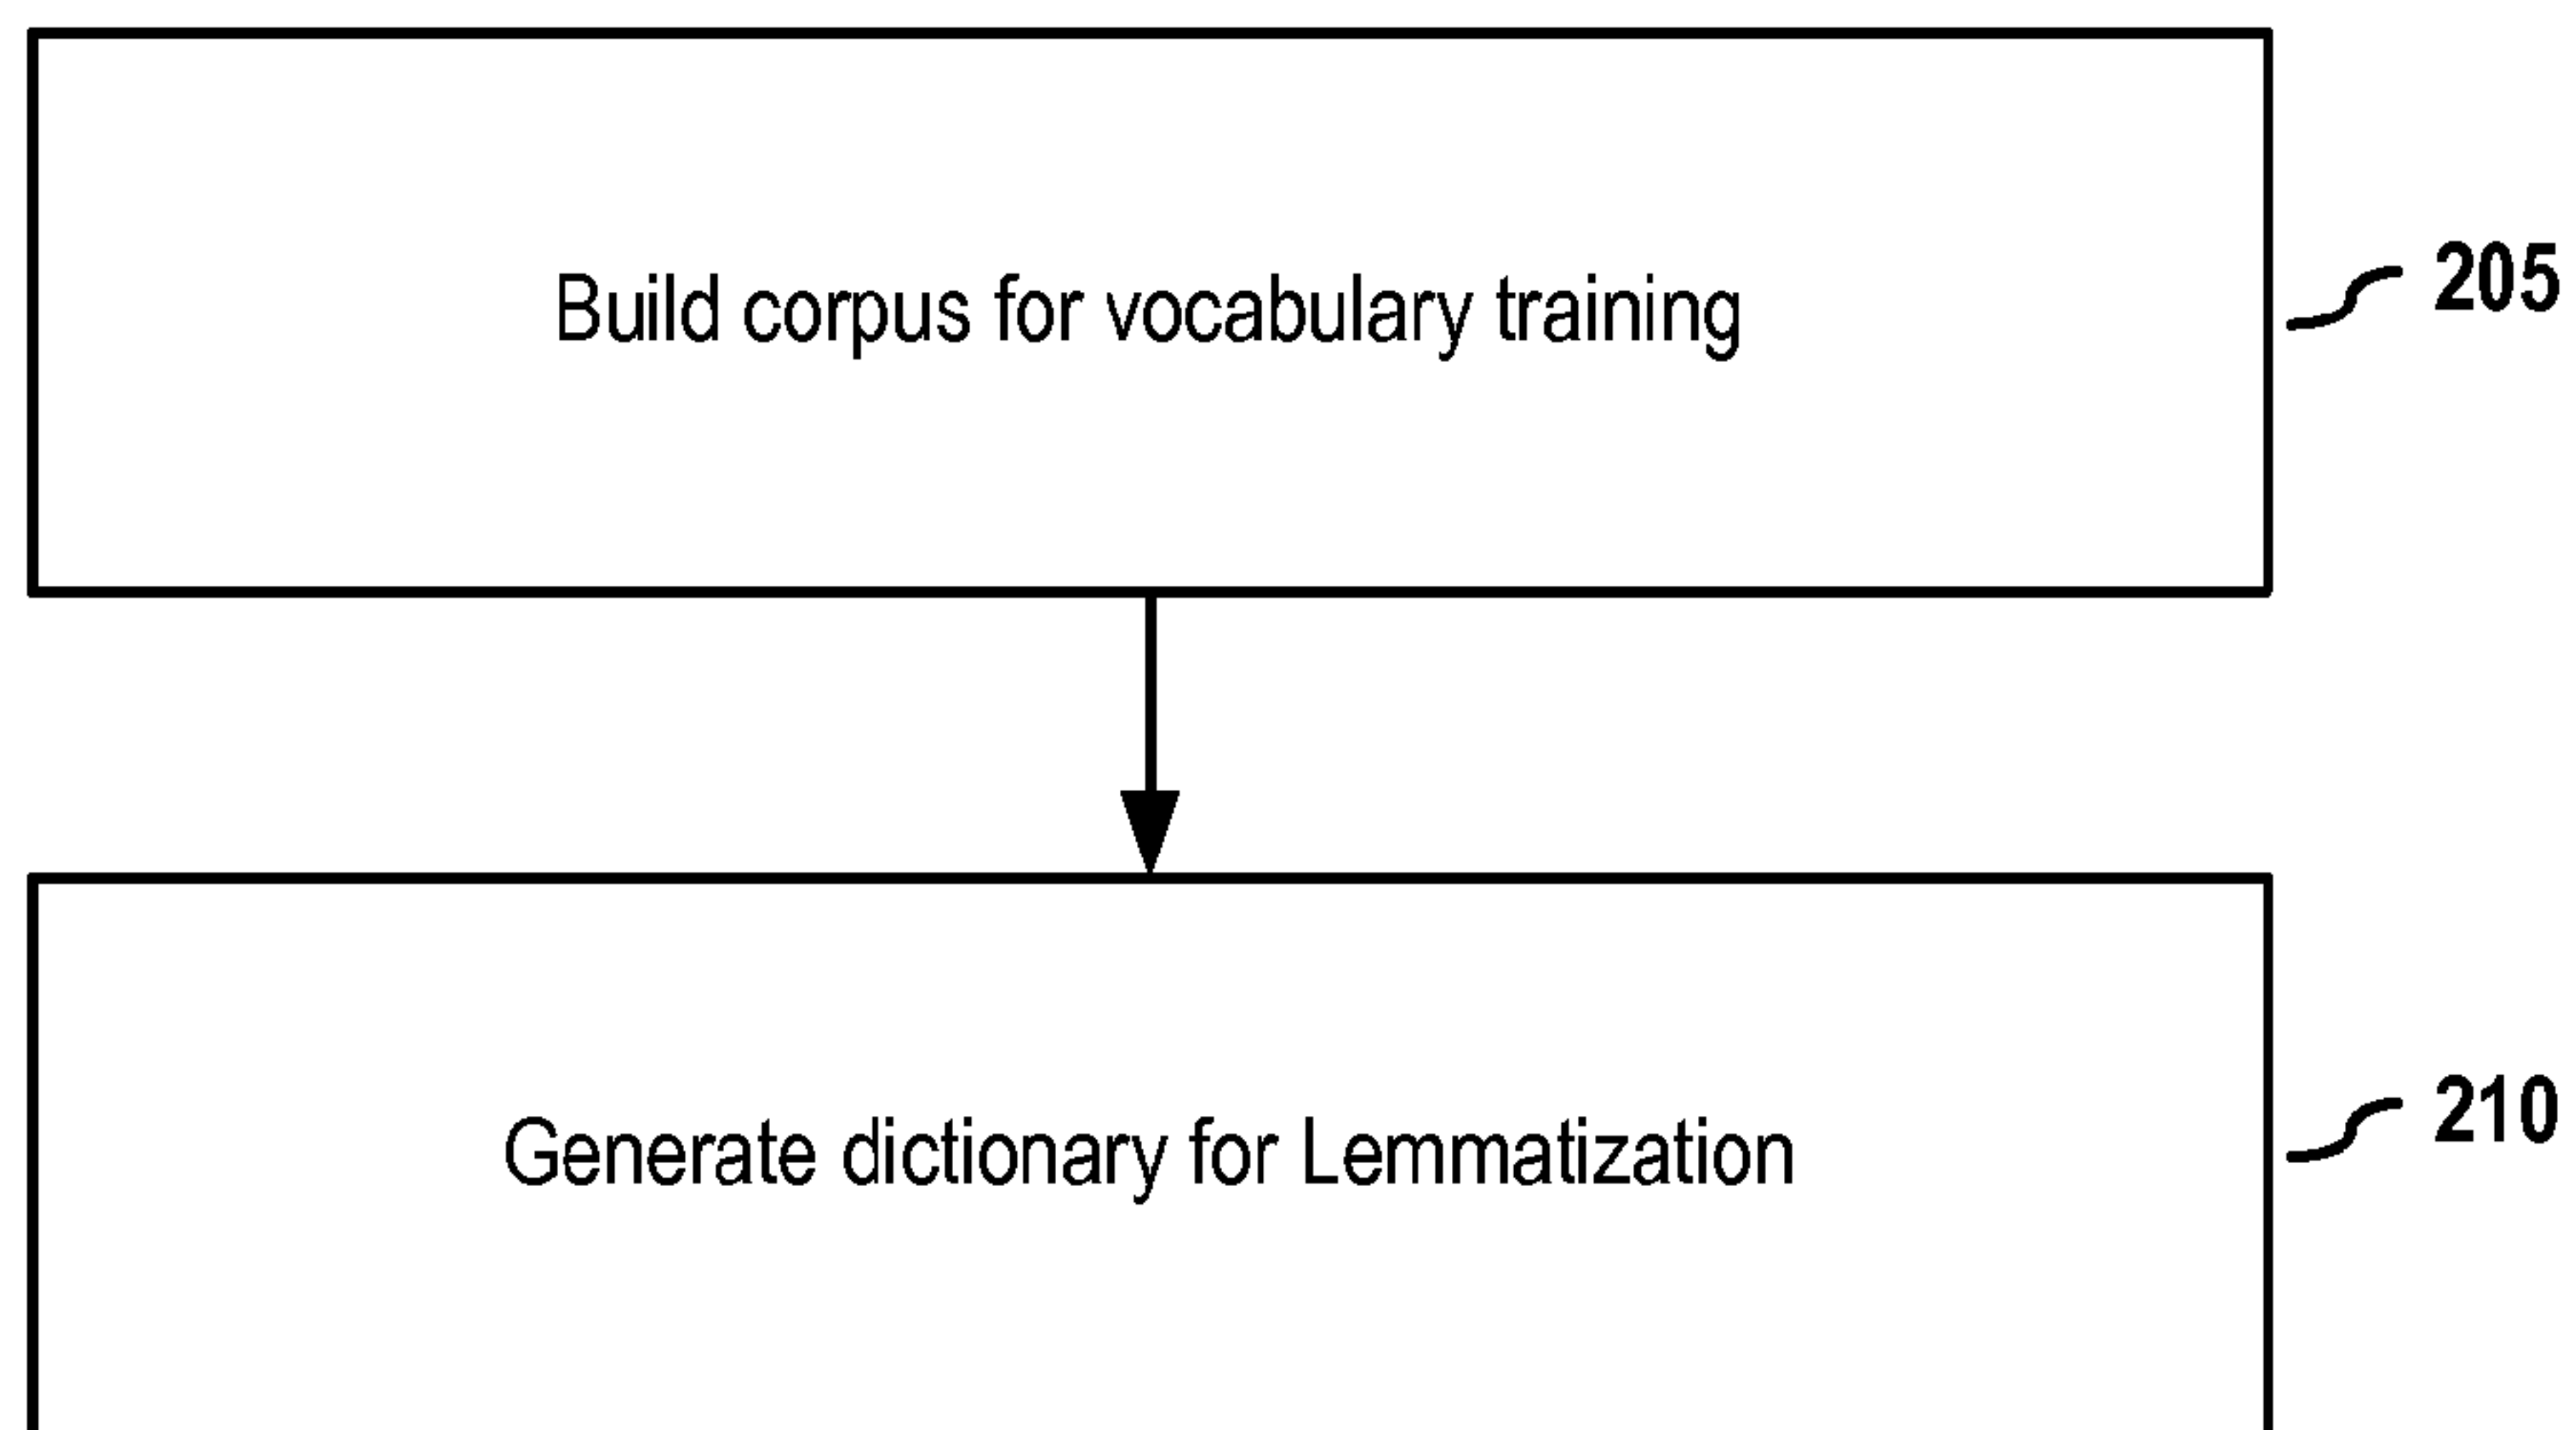 Build corpus for vocabulary training
205
Generate dictionary for Lemmatization
210